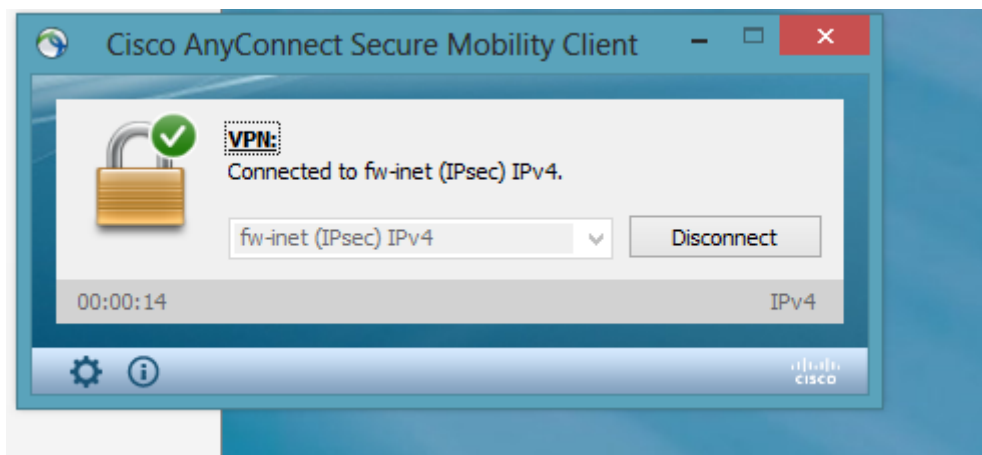 Cisco AnyConnect Secure Mobility Client
VPN:
Connected to fw-inet (IPsec) IPv4.
fw-inet (IPsec) IPv4
Disconnect
00:00:14
IPv4
CISCO